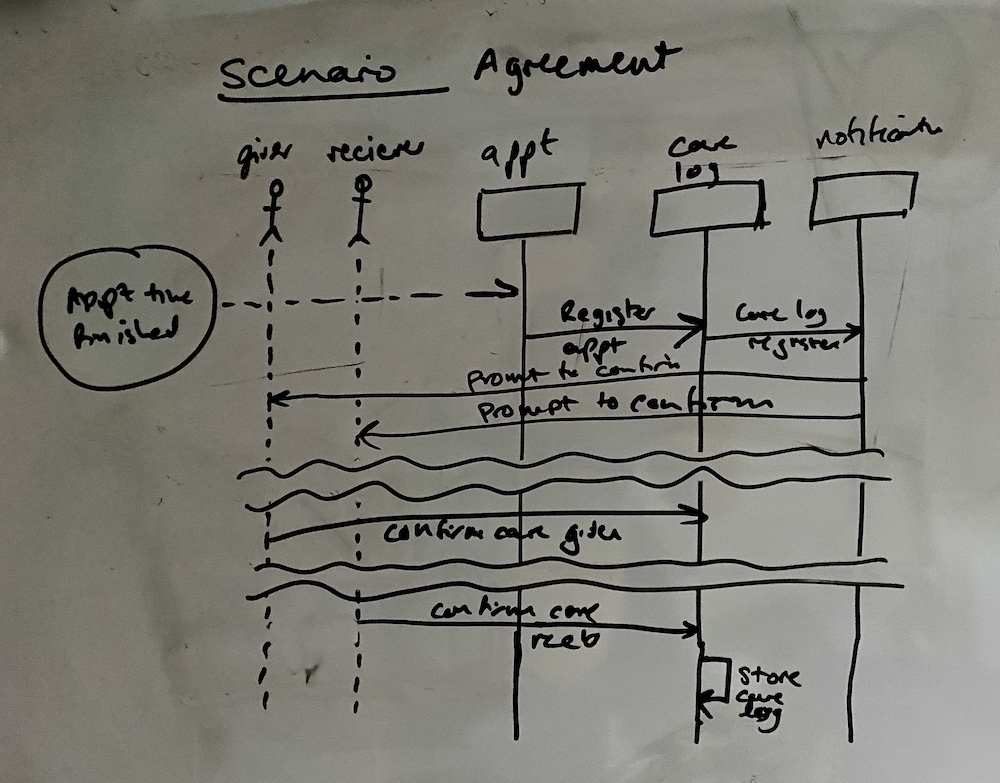 Scenario Agreement
giver reciever appt care log notification
Appt time
finished
Register
appt
care log
register
Prompt to confirm
Prompt to confirm
confirm care given
confirm care
store
care
log